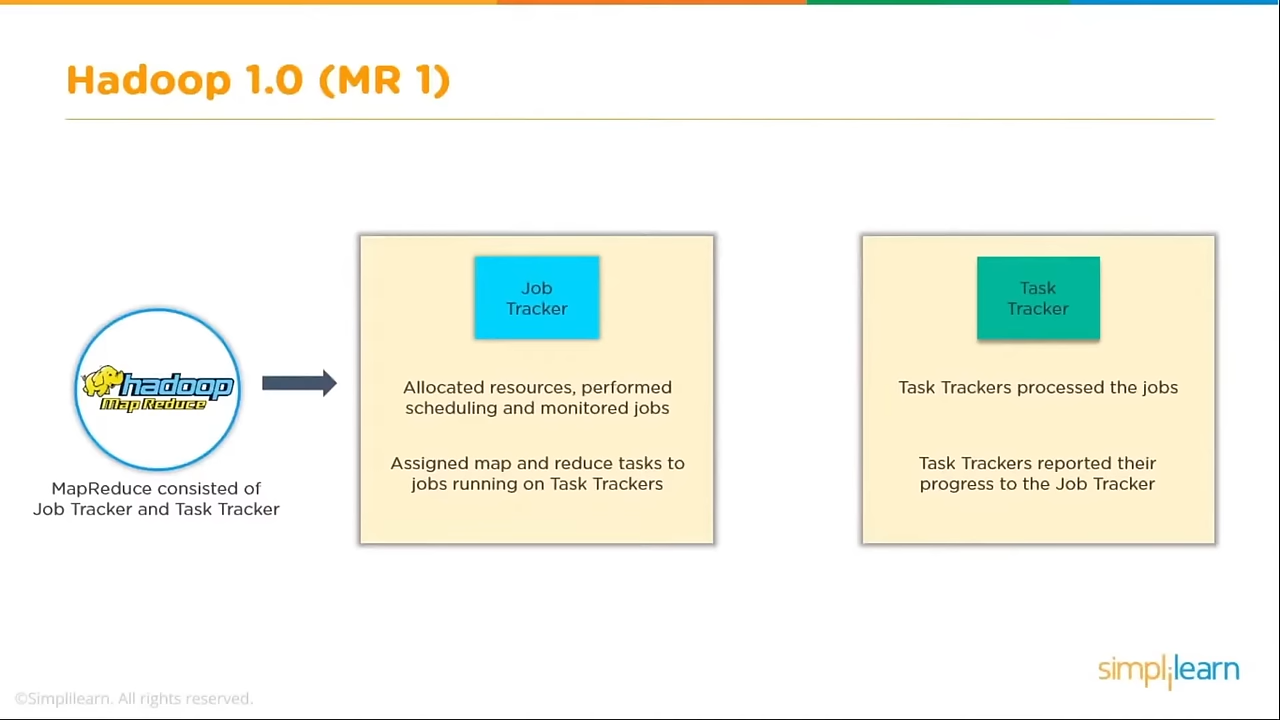 Hadoop 1.0 (MR 1)
hadoop
Map Reduce
MapReduce consisted of
Job Tracker and Task Tracker
Job
Tracker
Allocated resources, performed
scheduling and monitored jobs
Assigned map and reduce tasks to
jobs running on Task Trackers
Task
Tracker
Task Trackers processed the jobs
Task Trackers reported their
progress to the Job Tracker
simplilearn
©Simplilearn. All rights reserved.